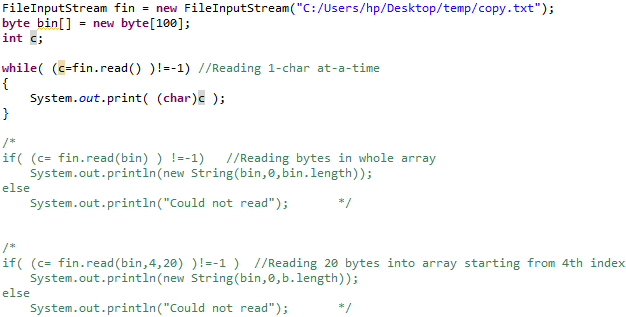 FileInputStream fin = new FileInputStream("C:/Users/hp/Desktop/temp/copy.txt");
byte bin[] = new byte[100];
int c;
while( (c=fin.read() )!=-1) //Reading 1-char at-a-time
{
    System.out.print( (char)c );
}
/*
if( (c= fin.read(bin) ) !=-1)   //Reading bytes in whole array
    System.out.println(new String(bin,0,bin.length));
else
    System.out.println("Could not read");       */
/*
if( (c= fin.read(bin,4,20) )!=-1 )  //Reading 20 bytes into array starting from 4th index
    System.out.println(new String(bin,0,b.length));
else
    System.out.println("Could not read");       */